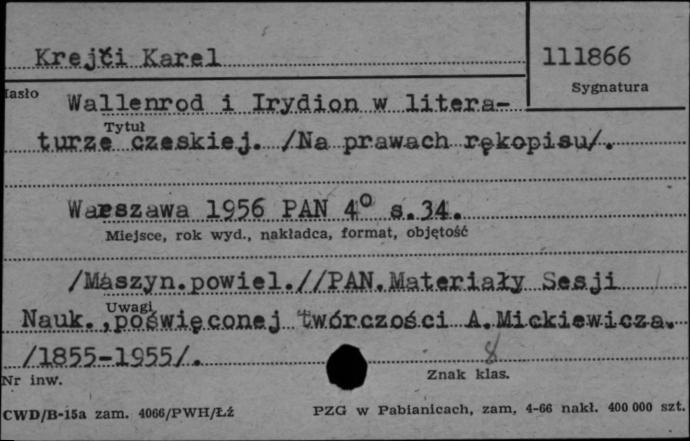 Krejči Karel
111866
Sygnatura
Hasło
Wallenrod i Irydion w litera-
Tytuł
turze czeskiej. /Na prawach rękopisu/.
Warszawa 1956 PAN 4° s.34.
Miejsce, rok wyd., nakładca, format, objętość
/Maszyn.powiel.//PAN.Materiały Sesji
Uwagi
Nauk.,poświęconej twórczości A.Mickiewicza.
/1855-1955/.
8
Nr inw.
Znak klas.
CWD/B-15a zam. 4066/PWH/Łź
PZG w Pabianicach, zam, 4-66 nakł. 400 000 szt.